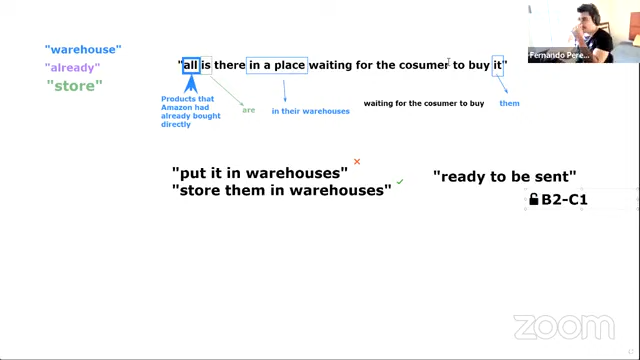 Fernando Pere...
"warehouse"
"already"
"store"
"all is there in a place waiting for the cosumer to buy it"
Products that
Amazon had
already bought
directly
are
in their warehouses
waiting for the cosumer to buy
them
"put it in warehouses"
"store them in warehouses"
"ready to be sent"
B2-C1
zoom